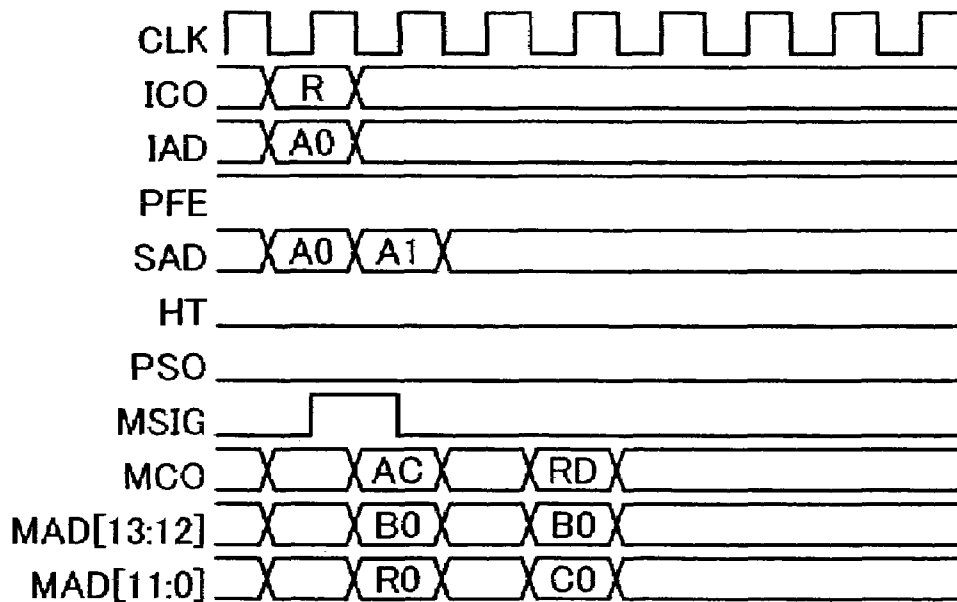 CLK
ICO R
IAD A0
PFE
SAD A0 A1
HT
PSO
MSIG
MCO AC RD
MAD[13:12] B0 B0
MAD[11:0] R0 C0